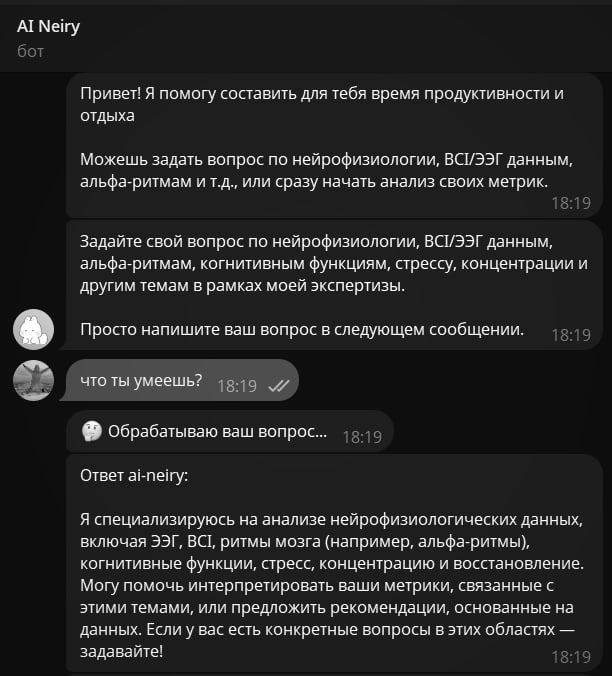 AI Neiry
бот
Привет! Я помогу составить для тебя время продуктивности и
отдыха
Можешь задать вопрос по нейрофизиологии, BCI/ЭЭГ данным,
альфа-ритмам и т.д., или сразу начать анализ своих метрик.
18:19
Задайте свой вопрос по нейрофизиологии, BCI/ЭЭГ данным,
альфа-ритмам, когнитивным функциям, стрессу, концентрации и
другим темам в рамках моей экспертизы.
Просто напишите ваш вопрос в следующем сообщении. 18:19
что ты умеешь? 18:19
🤔 Обрабатываю ваш вопрос... 18:19
Ответ ai-neiry:
Я специализируюсь на анализе нейрофизиологических данных,
включая ЭЭГ, BCI, ритмы мозга (например, альфа-ритмы),
когнитивные функции, стресс, концентрацию и восстановление.
Могу помочь интерпретировать ваши метрики, связанные с
этими темами, или предложить рекомендации, основанные на
данных. Если у вас есть конкретные вопросы в этих областях —
задавайте!
18:19